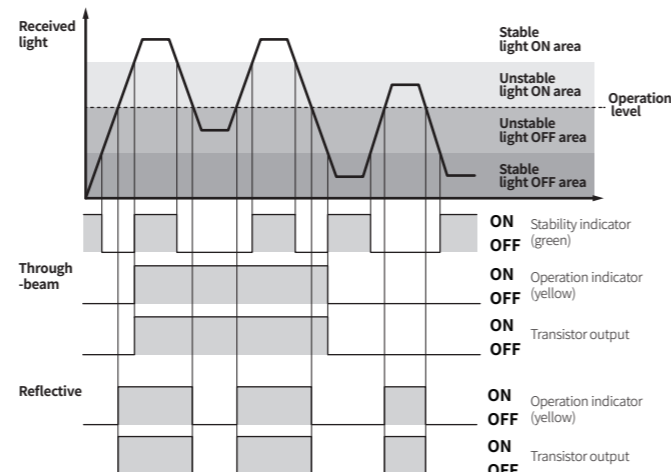 Received
light
Stable
light ON area
Unstable
light ON area
Operation
level
Unstable
light OFF area
Stable
light OFF area
ON
OFF
Stability indicator
(green)
Through
-beam
ON
OFF
Operation indicator
(yellow)
ON
OFF
Transistor output
Reflective
ON
OFF
Operation indicator
(yellow)
ON
OFF
Transistor output